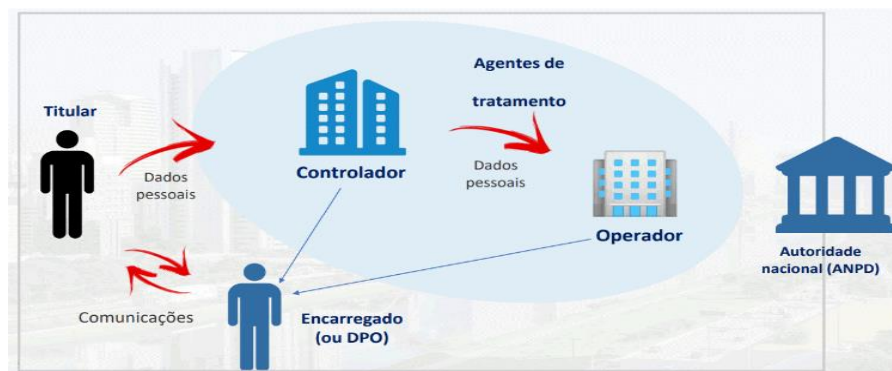 Agentes de
tratamento
Titular
Dados
pessoais
Controlador
Dados
pessoais
Operador
Autoridade
nacional (ANPD)
Comunicações
Encarregado
(ou DPO)